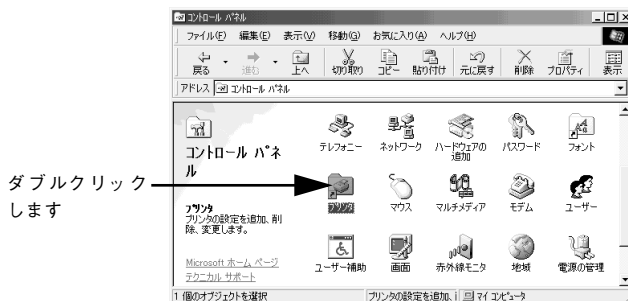 コントロール パネル
ファイル(F) 編集(E) 表示(V) 移動(G) お気に入り(A) ヘルプ(H)
戻る 進む 上へ 切り取り コピー 貼り付け 元に戻す 削除 プロパティ 表示
アドレス コントロール パネル
コントロール パネ
ル
プリンタ
プリンタの設定を追加、削
除、変更します。
Microsoft ホーム ページ
テクニカル サポート
テレフォニー ネットワーク ハードウェアの
追加 パスワード フォント
プリンタ マウス マルチメディア モデム ユーザー
ユーザー補助 画面 赤外線モニタ 地域 電源の管理
ダブルクリック
します
1 個のオブジェクトを選択 プリンタの設定を追加、 マイ コンピュータ